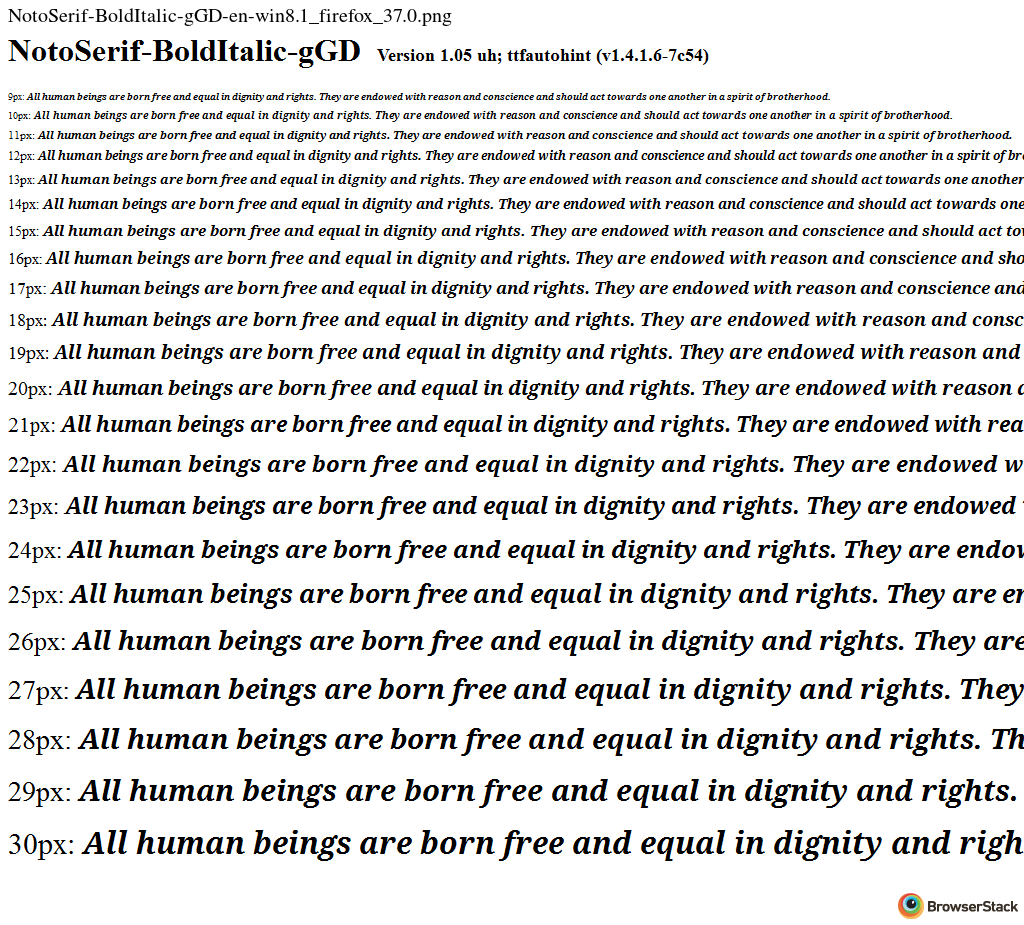 NotoSerif-BoldItalic-gGD-en-win8.1_firefox_37.0.png
NotoSerif-BoldItalic-gGD Version 1.05 uh; ttfautohint (v1.4.1.6-7c54)
9px: All human beings are born free and equal in dignity and rights. They are endowed with reason and conscience and should act towards one another in a spirit of brotherhood.
10px: All human beings are born free and equal in dignity and rights. They are endowed with reason and conscience and should act towards one another in a spirit of brotherhood.
11px: All human beings are born free and equal in dignity and rights. They are endowed with reason and conscience and should act towards one another in a spirit of brotherhood.
12px: All human beings are born free and equal in dignity and rights. They are endowed with reason and conscience and should act towards one another in a spirit of br
13px: All human beings are born free and equal in dignity and rights. They are endowed with reason and conscience and should act towards one another
14px: All human beings are born free and equal in dignity and rights. They are endowed with reason and conscience and should act towards one
15px: All human beings are born free and equal in dignity and rights. They are endowed with reason and conscience and should act to
16px: All human beings are born free and equal in dignity and rights. They are endowed with reason and conscience and sho
17px: All human beings are born free and equal in dignity and rights. They are endowed with reason and conscience and
18px: All human beings are born free and equal in dignity and rights. They are endowed with reason and consc
19px: All human beings are born free and equal in dignity and rights. They are endowed with reason and
20px: All human beings are born free and equal in dignity and rights. They are endowed with reason
21px: All human beings are born free and equal in dignity and rights. They are endowed with rea
22px: All human beings are born free and equal in dignity and rights. They are endowed w
23px: All human beings are born free and equal in dignity and rights. They are endowed
24px: All human beings are born free and equal in dignity and rights. They are endow
25px: All human beings are born free and equal in dignity and rights. They are en
26px: All human beings are born free and equal in dignity and rights. They are
27px: All human beings are born free and equal in dignity and rights. They
28px: All human beings are born free and equal in dignity and rights. Th
29px: All human beings are born free and equal in dignity and rights.
30px: All human beings are born free and equal in dignity and righ
BrowserStack